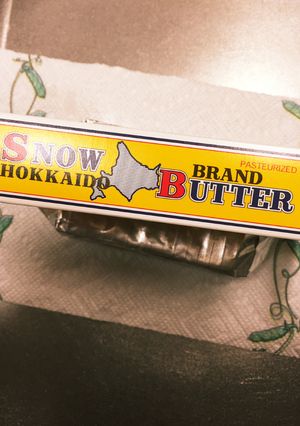 PASTEURIZED
SNOW BRAND
HOKKAIDO BUTTER